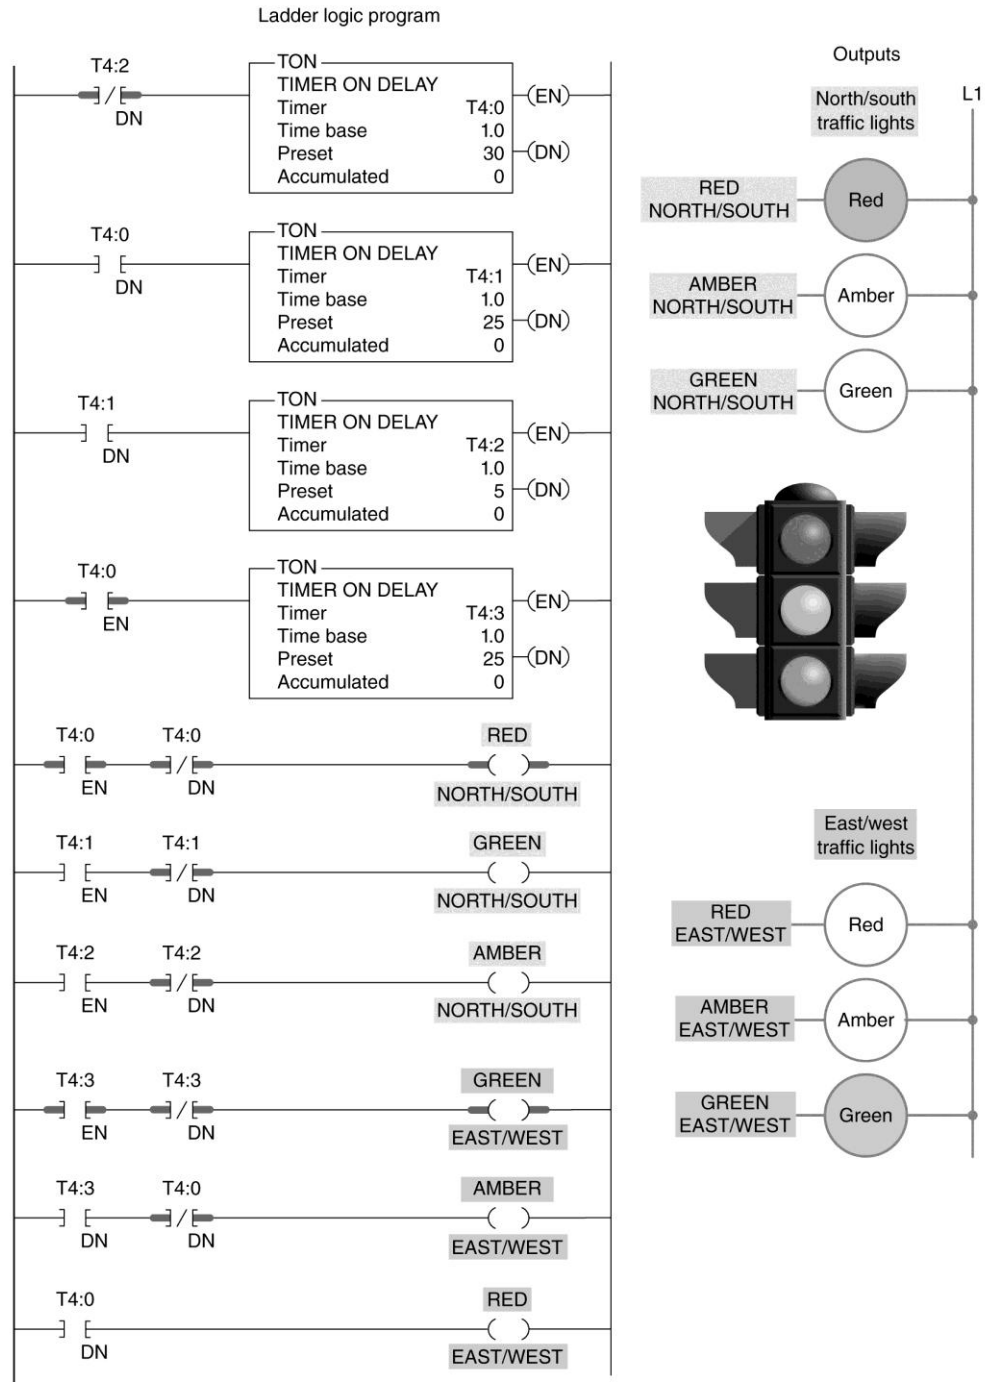 Ladder logic program
T4:2
DN
TON
TIMER ON DELAY
Timer T4:0
Time base 1.0
Preset 30
Accumulated 0
(EN)
(DN)
T4:0
DN
TON
TIMER ON DELAY
Timer T4:1
Time base 1.0
Preset 25
Accumulated 0
(EN)
(DN)
T4:1
DN
TON
TIMER ON DELAY
Timer T4:2
Time base 1.0
Preset 5
Accumulated 0
(EN)
(DN)
T4:0
EN
TON
TIMER ON DELAY
Timer T4:3
Time base 1.0
Preset 25
Accumulated 0
(EN)
(DN)
T4:0 T4:0 RED
EN DN NORTH/SOUTH
T4:1 T4:1 GREEN
EN DN NORTH/SOUTH
T4:2 T4:2 AMBER
EN DN NORTH/SOUTH
T4:3 T4:3 GREEN
EN DN EAST/WEST
T4:3 T4:0 AMBER
DN DN EAST/WEST
T4:0 RED
DN EAST/WEST
Outputs
L1
North/south
traffic lights
RED
NORTH/SOUTH
Red
AMBER
NORTH/SOUTH
Amber
GREEN
NORTH/SOUTH
Green
East/west
traffic lights
RED
EAST/WEST
Red
AMBER
EAST/WEST
Amber
GREEN
EAST/WEST
Green